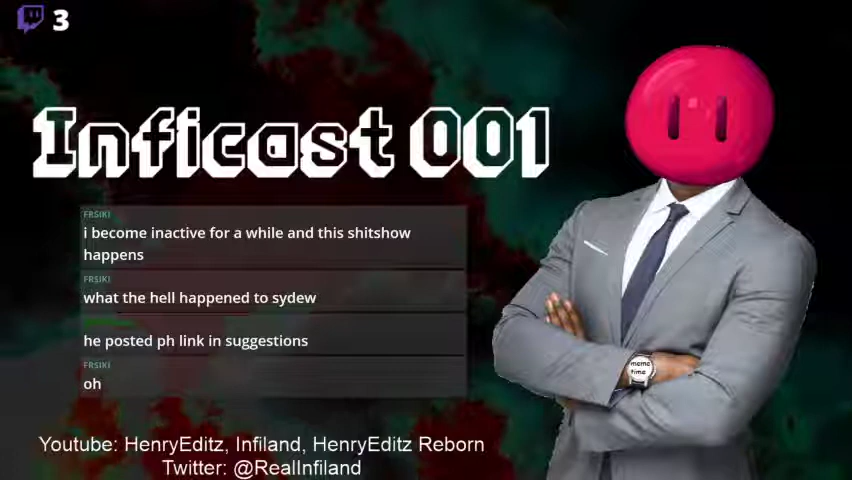 3
Inficast 001
FRSIKI
i become inactive for a while and this shitshow
happens
FRSIKI
what the hell happened to sydew
he posted ph link in suggestions
FRSIKI
oh
meme
time
Youtube: HenryEditz, Infiland, HenryEditz Reborn
Twitter: @RealInfiland